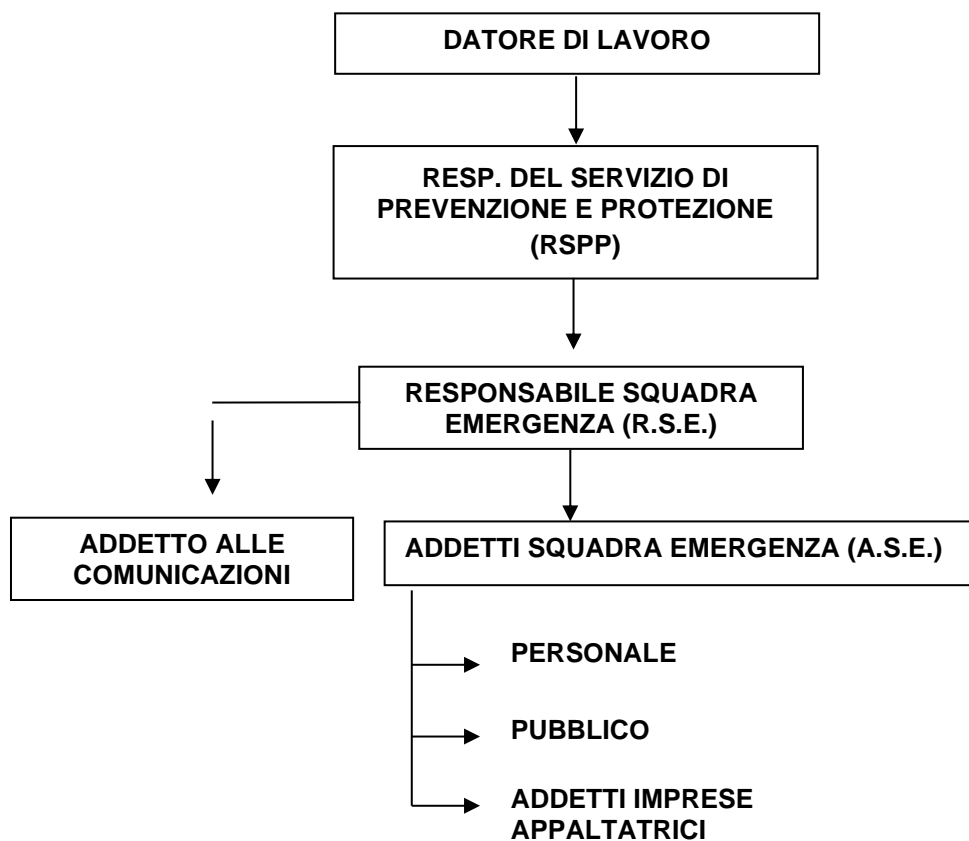 DATORE DI LAVORO
RESP. DEL SERVIZIO DI
PREVENZIONE E PROTEZIONE
(RSPP)
RESPONSABILE SQUADRA
EMERGENZA (R.S.E.)
ADDETTO ALLE
COMUNICAZIONI
ADDETTI SQUADRA EMERGENZA (A.S.E.)
PERSONALE
PUBBLICO
ADDETTI IMPRESE
APPALTATRICI